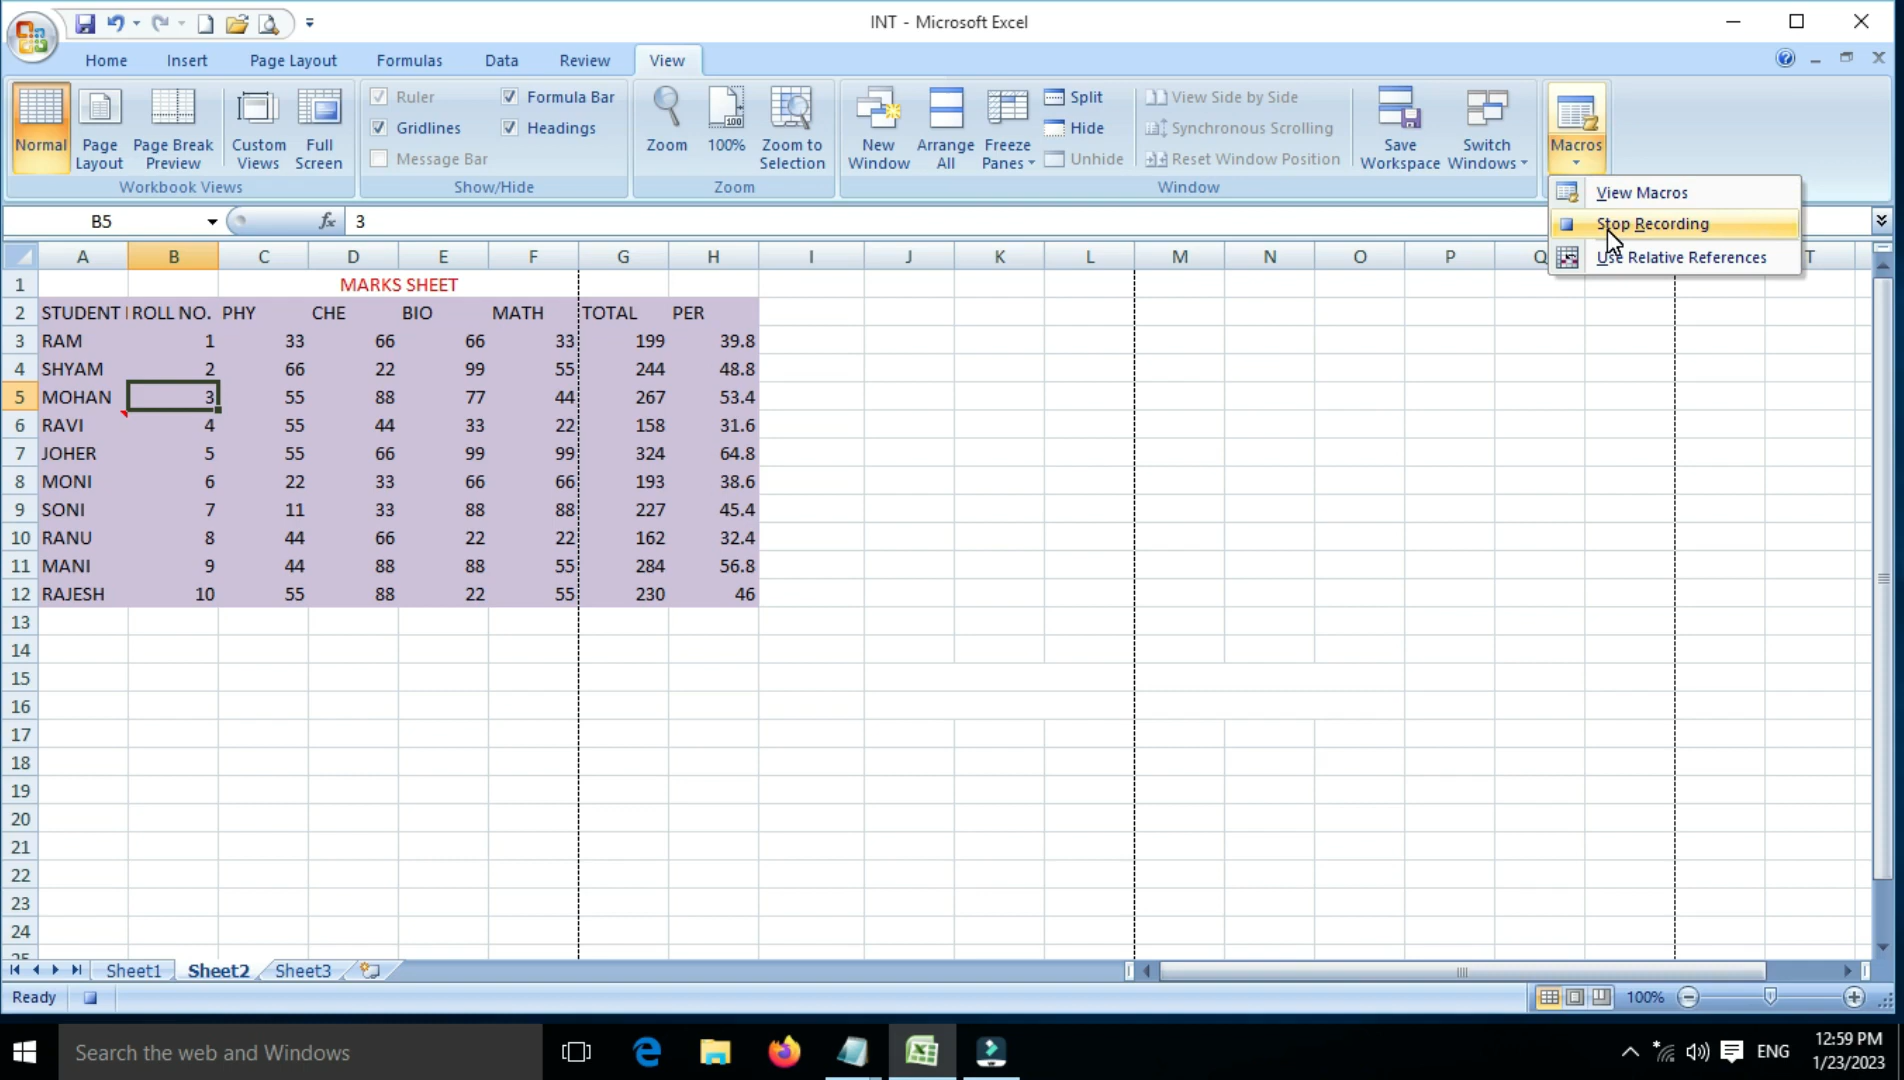 INT - Microsoft Excel
Home Insert Page Layout Formulas Data Review View
Normal Page Layout Page Break Preview Custom Views Full Screen
Workbook Views
Ruler Formula Bar
Gridlines Headings
Message Bar
Show/Hide
Zoom 100% Zoom to Selection
Zoom
New Window Arrange All Freeze Panes
Split
Hide
Unhide
View Side by Side
Synchronous Scrolling
Reset Window Position
Save Workspace Switch Windows
Window
Macros
View Macros
Stop Recording
Use Relative References
B5 fx 3
A B C D E F G H I J K L M N O P Q T
1 MARKS SHEET
2 STUDENT ROLL NO. PHY CHE BIO MATH TOTAL PER
3 RAM 1 33 66 66 33 199 39.8
4 SHYAM 2 66 22 99 55 244 48.8
5 MOHAN 3 55 88 77 44 267 53.4
6 RAVI 4 55 44 33 22 158 31.6
7 JOHER 5 55 66 99 99 324 64.8
8 MONI 6 22 33 66 66 193 38.6
9 SONI 7 11 33 88 88 227 45.4
10 RANU 8 44 66 22 22 162 32.4
11 MANI 9 44 88 88 55 284 56.8
12 RAJESH 10 55 88 22 55 230 46
13
14
15
16
17
18
19
20
21
22
23
24
25
Sheet1 Sheet2 Sheet3
Ready 100%
Search the web and Windows
ENG
12:59 PM
1/23/2023